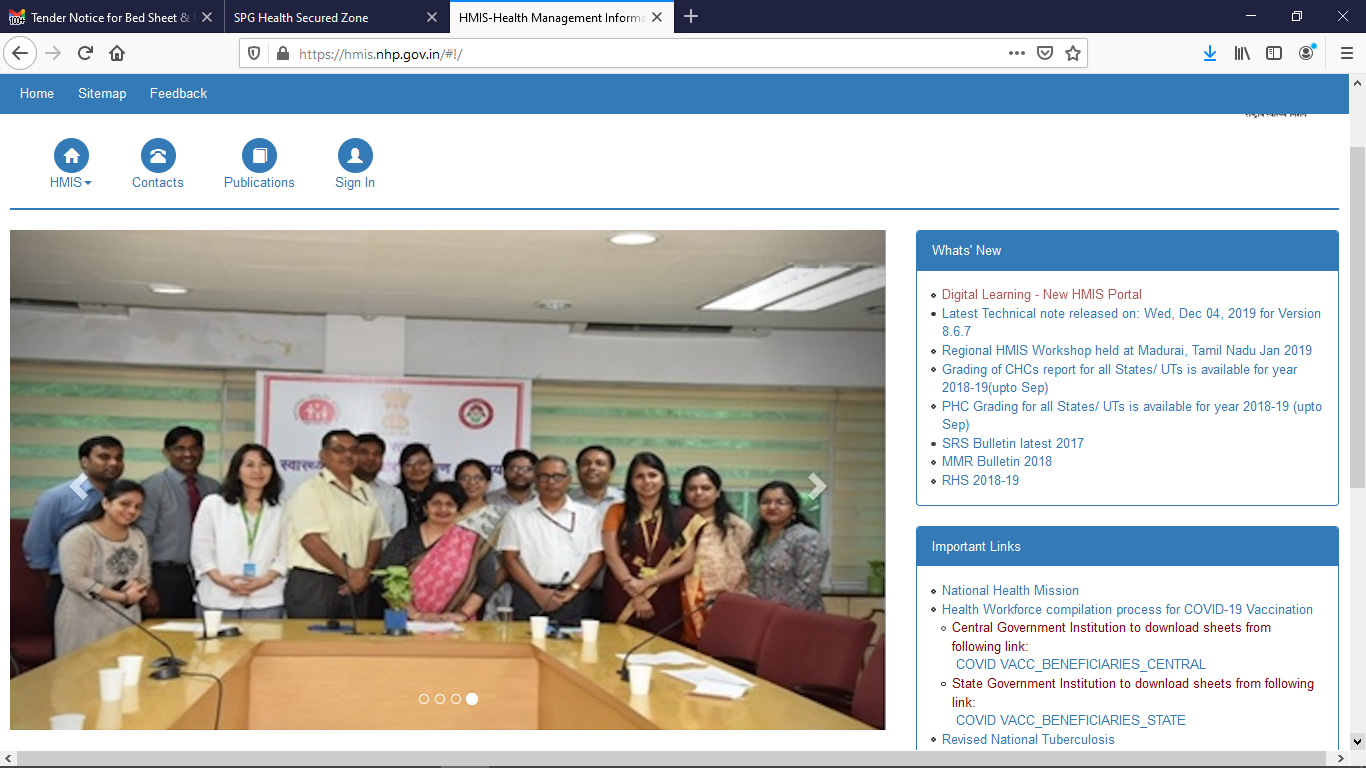 Tender Notice for Bed Sheet &
SPG Health Secured Zone
HMIS-Health Management Informa
https://hmis.nhp.gov.in/#!/
Home
Sitemap
Feedback
HMIS
Contacts
Publications
Sign In
Whats' New
Digital Learning - New HMIS Portal
Latest Technical note released on: Wed, Dec 04, 2019 for Version
8.6.7
Regional HMIS Workshop held at Madurai, Tamil Nadu Jan 2019
Grading of CHCs report for all States/ UTs is available for year
2018-19(upto Sep)
PHC Grading for all States/ UTs is available for year 2018-19 (upto
Sep)
SRS Bulletin latest 2017
MMR Bulletin 2018
RHS 2018-19
Important Links
National Health Mission
Health Workforce compilation process for COVID-19 Vaccination
Central Government Institution to download sheets from
following link:
COVID VACC_BENEFICIARIES_CENTRAL
State Government Institution to download sheets from following
link:
COVID VACC_BENEFICIARIES_STATE
Revised National Tuberculosis